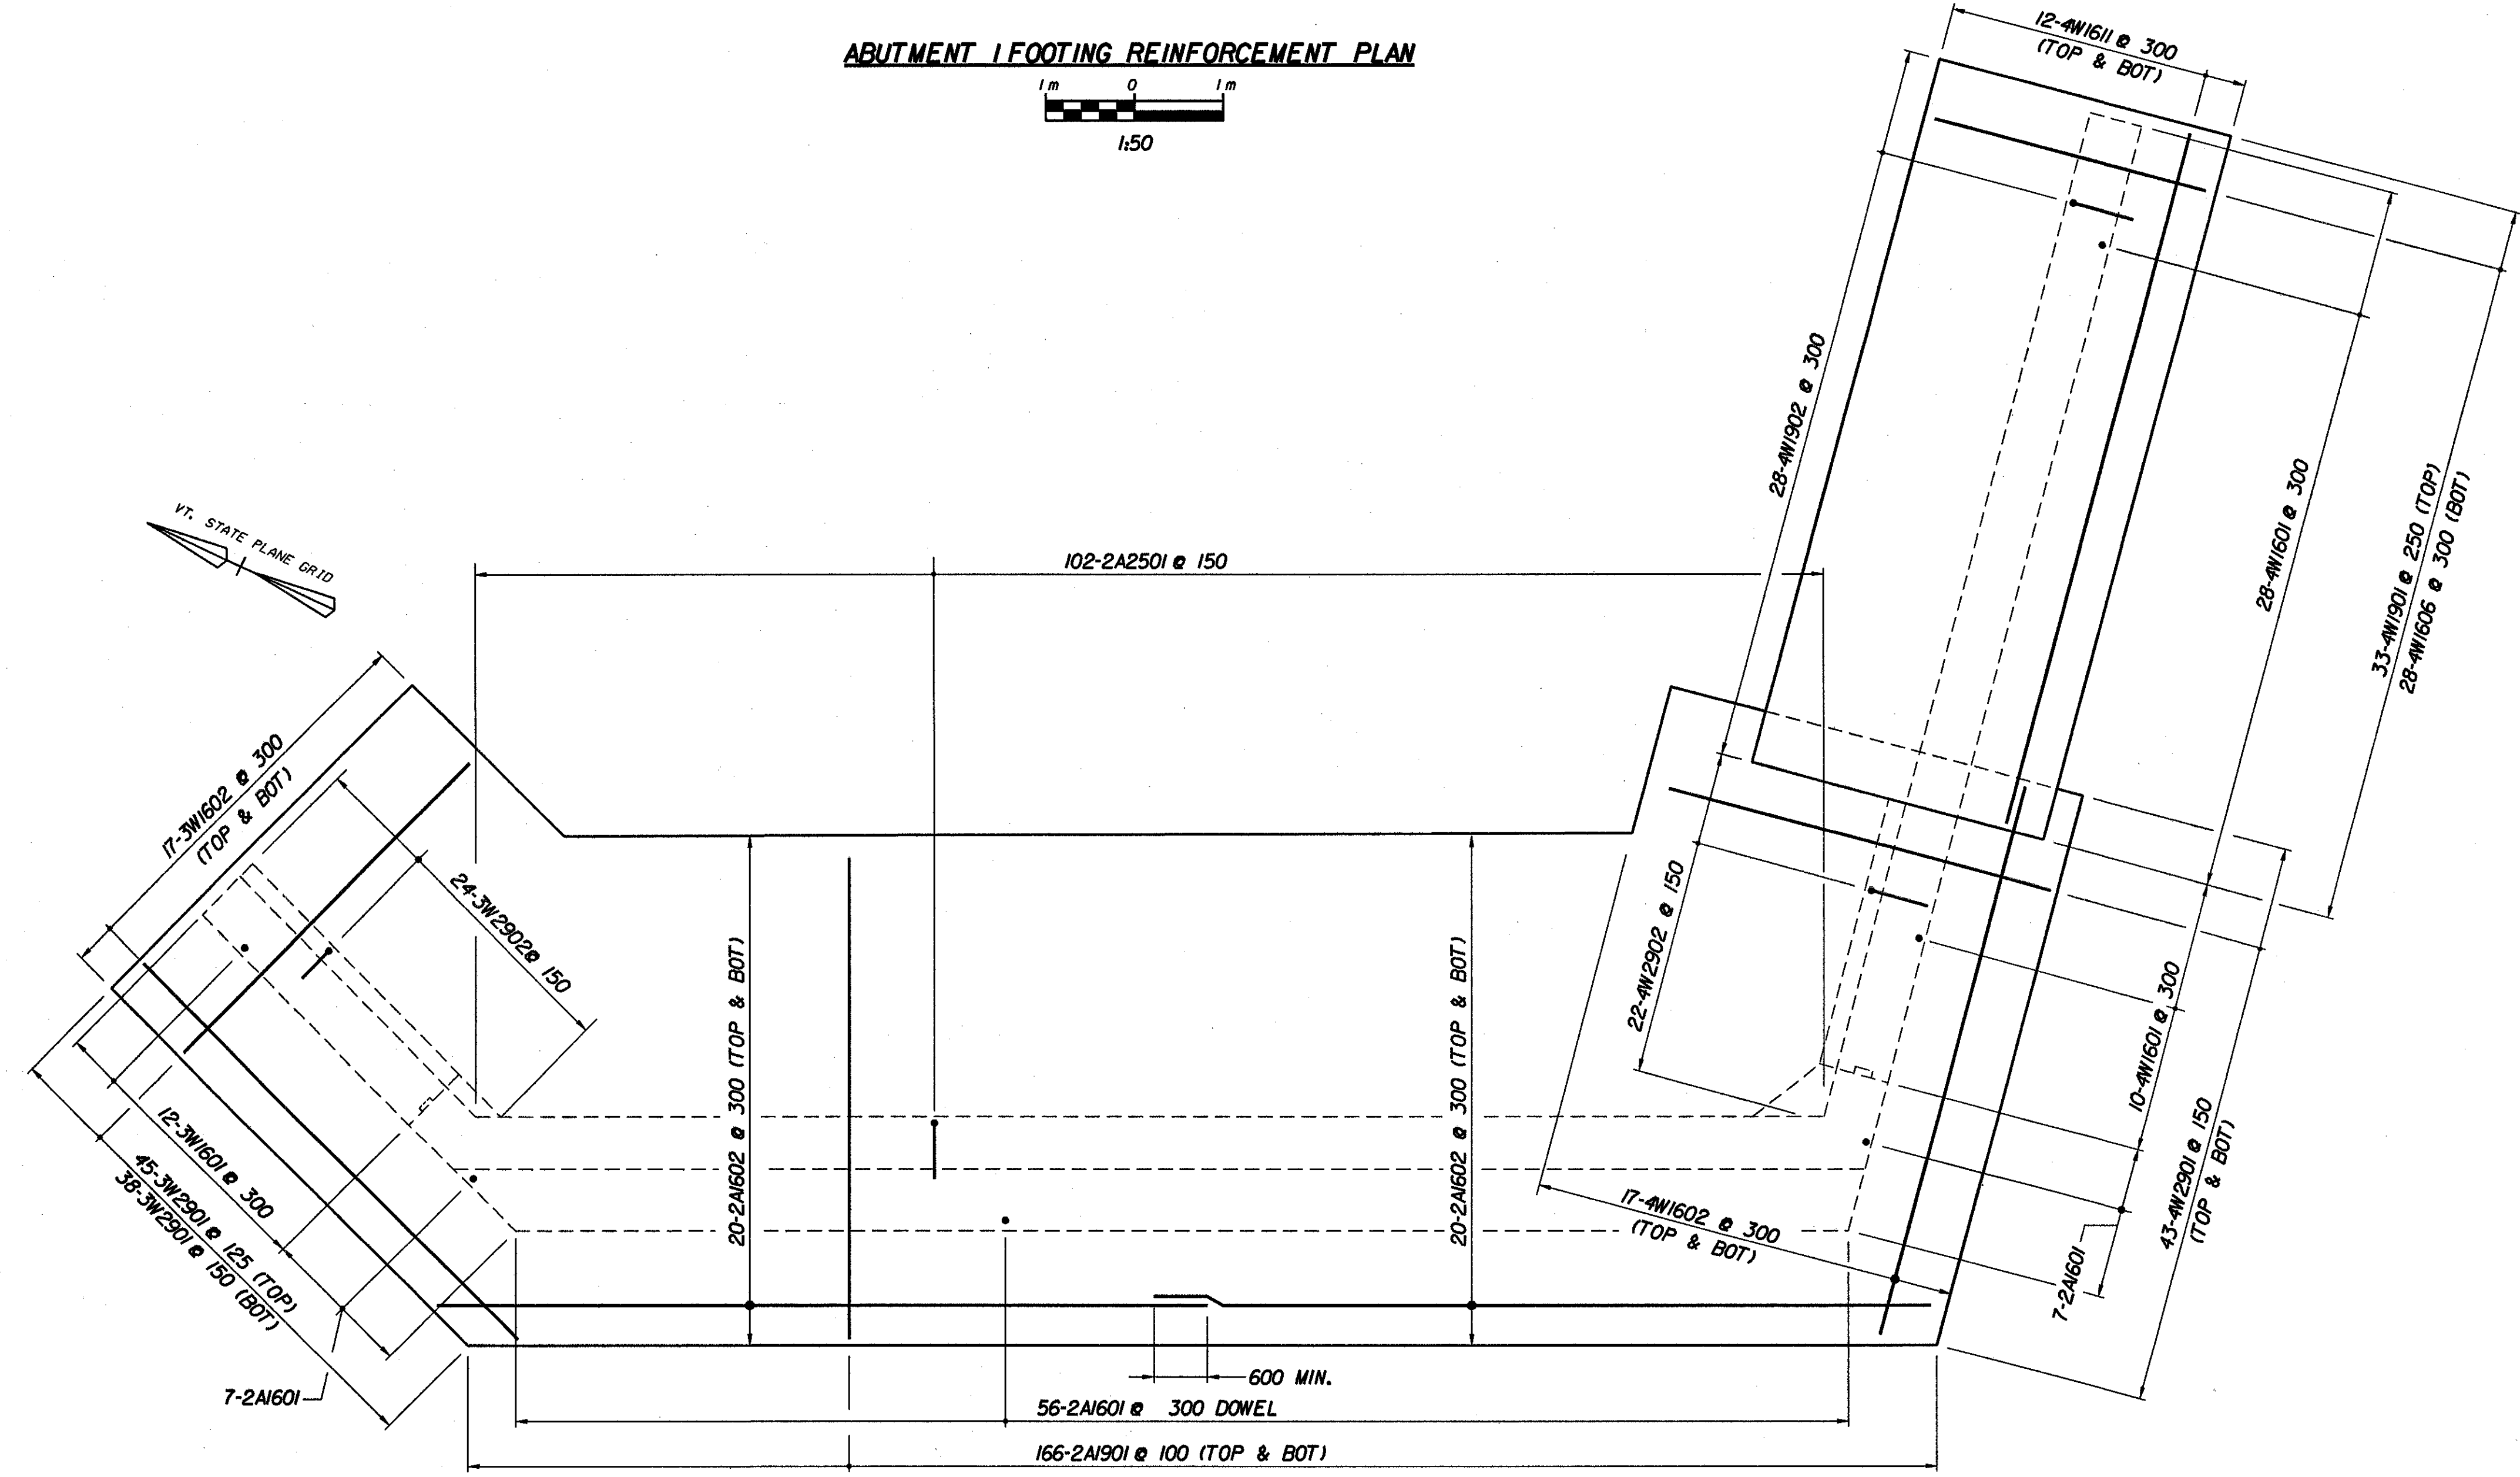 ABUTMENT 1 FOOTING REINFORCEMENT PLAN
1 m 0 1 m
1:50
12-4W1611 @ 300
(TOP & BOT)
28-4W1902 @ 300
28-4W1601 @ 300
33-4W1901 @ 250 (TOP)
28-4W1606 @ 300 (BOT)
VT. STATE PLANE GRID
102-2A2501 @ 150
17-3W1602 @ 300
(TOP & BOT)
24-3W2902@ 150
20-2A1602 @ 300 (TOP & BOT)
20-2A1602 @ 300 (TOP & BOT)
22-4W2902 @ 150
10-4W1601 @ 300
43-4W2901 @ 150
(TOP & BOT)
12-3W1601 @ 300
45-3W2901 @ 125 (TOP)
38-3W2901 @ 150 (BOT)
17-4W1602 @ 300
(TOP & BOT)
7-2A1601
7-2A1601
600 MIN.
56-2A1601 @ 300 DOWEL
166-2A1901 @ 100 (TOP & BOT)